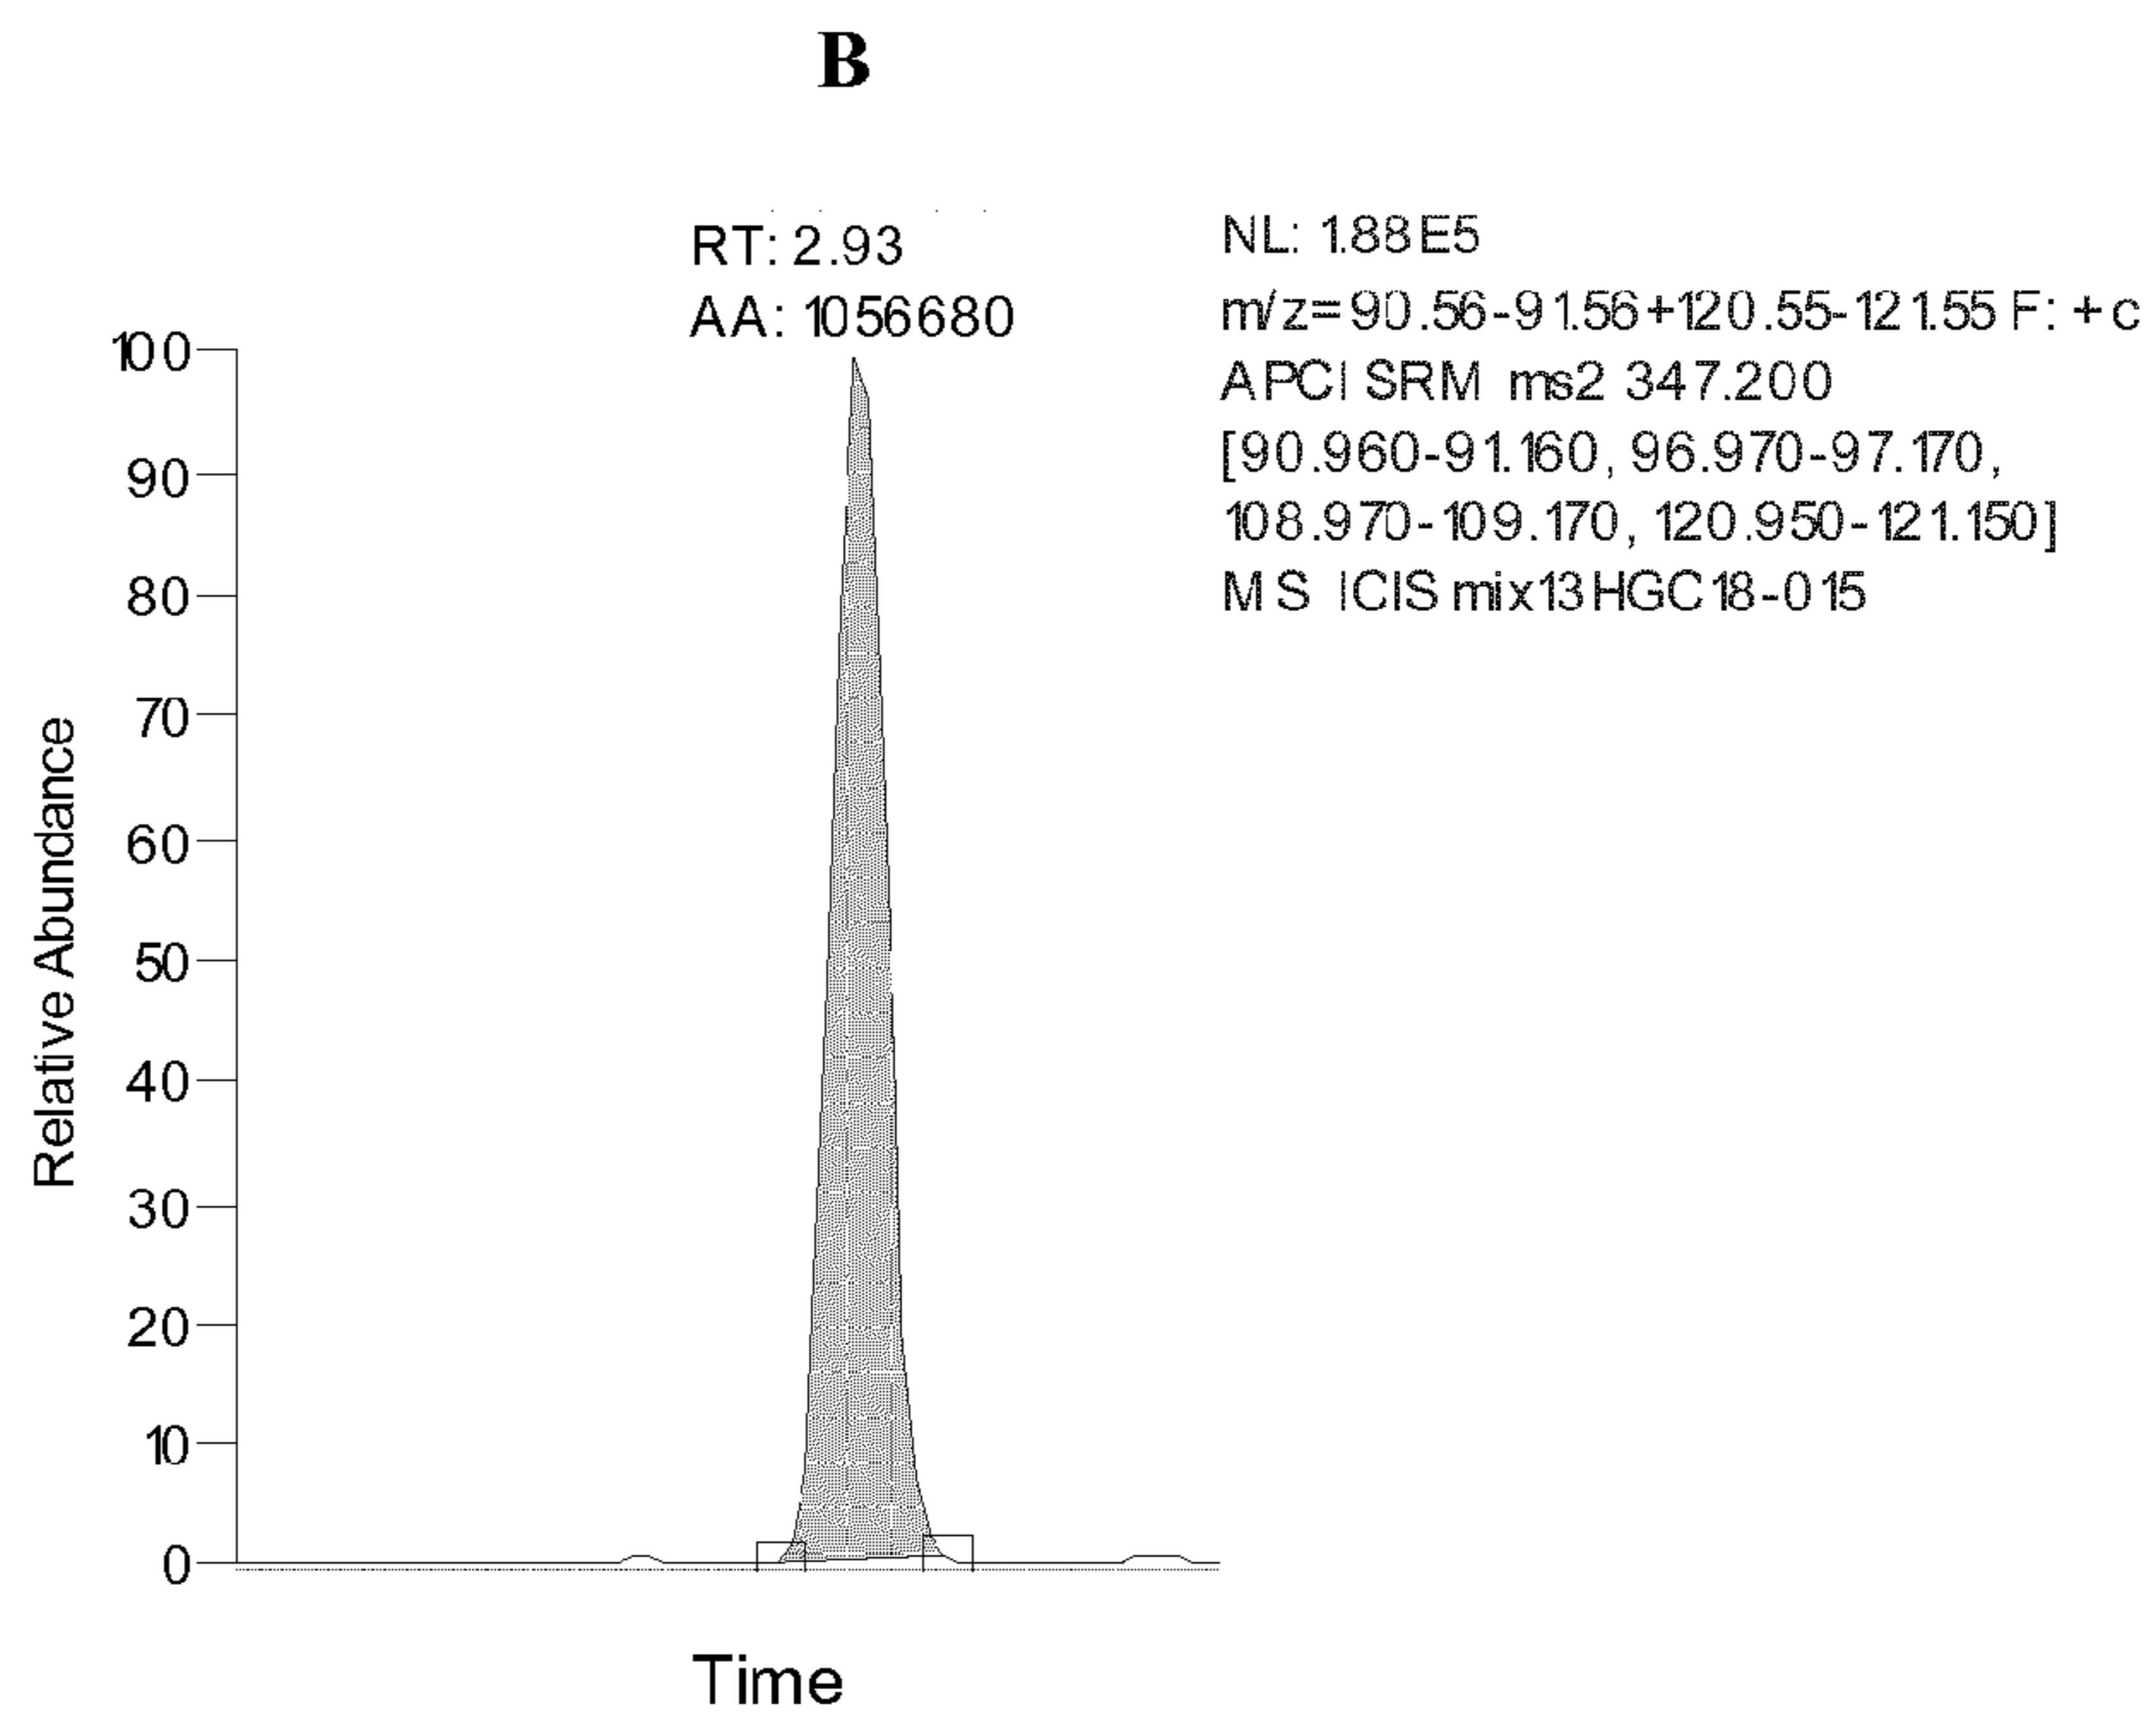 B
RT: 2.93
AA: 1056680
NL: 1.88E5
m/z=90.56-91.56+120.55-121.55 F: +c
APCI SRM ms2 347.200
[90.960-91.160, 96.970-97.170,
108.970-109.170, 120.950-121.150]
MS ICIS mix13HGC18-015
100
90
80
70
60
50
40
30
20
10
0
Relative Abundance
Time